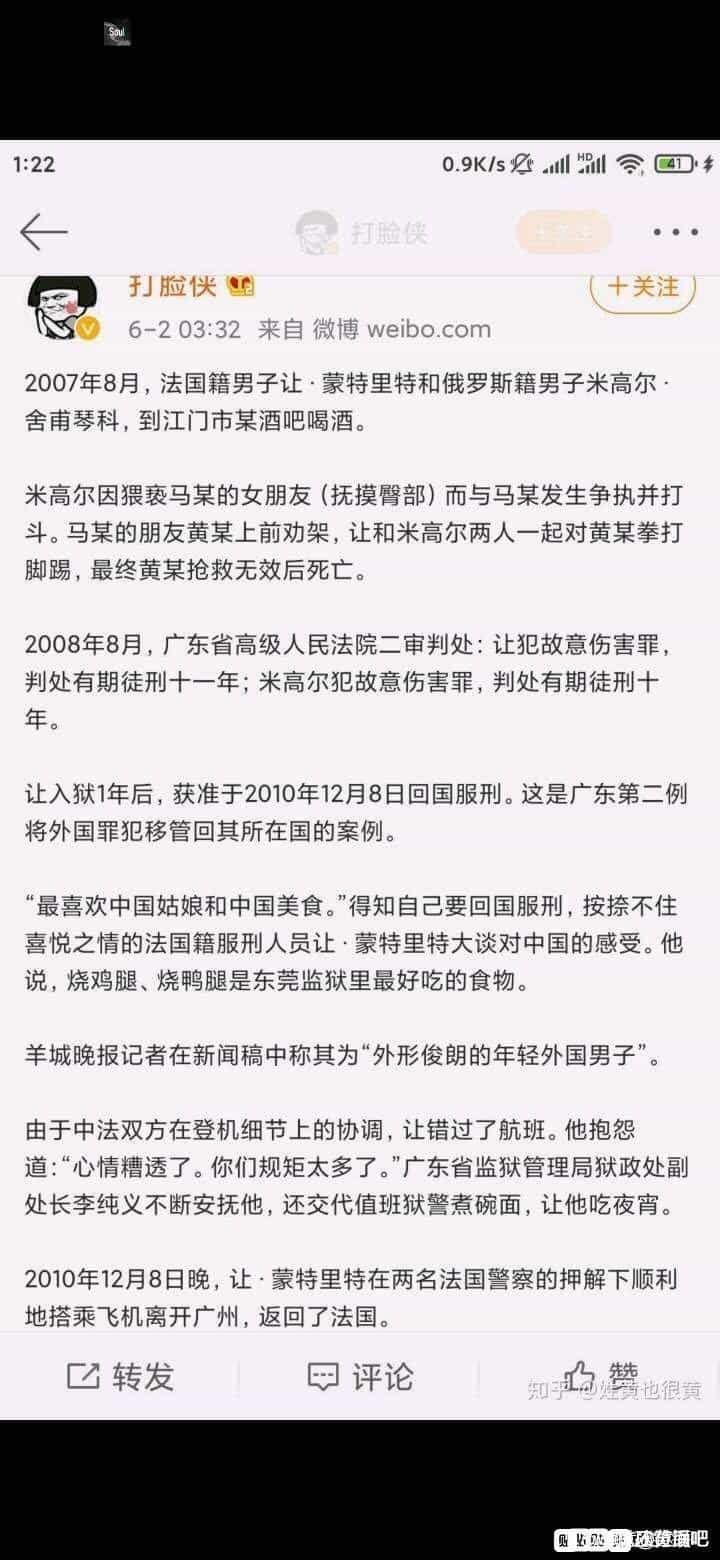 Soul
1:22 0.9K/s HD 41
打脸侠
打脸侠 +关注
6-2 03:32 来自 微博 weibo.com
2007年8月，法国籍男子让·蒙特里特和俄罗斯籍男子米高尔·
舍甫琴科，到江门市某酒吧喝酒。
米高尔因猥亵马某的女朋友（抚摸臀部）而与马某发生争执并打
斗。马某的朋友黄某上前劝架，让和米高尔两人一起对黄某拳打
脚踢，最终黄某抢救无效后死亡。
2008年8月，广东省高级人民法院二审判处：让犯故意伤害罪，
判处有期徒刑十一年；米高尔犯故意伤害罪，判处有期徒刑十
年。
让入狱1年后，获准于2010年12月8日回国服刑。这是广东第二例
将外国罪犯移管回其所在国的案例。
“最喜欢中国姑娘和中国美食。”得知自己要回国服刑，按捺不住
喜悦之情的法国籍服刑人员让·蒙特里特大谈对中国的感受。他
说，烧鸡腿、烧鸭腿是东莞监狱里最好吃的食物。
羊城晚报记者在新闻稿中称其为“外形俊朗的年轻外国男子”。
由于中法双方在登机细节上的协调，让错过了航班。他抱怨
道：“心情糟透了。你们规矩太多了。”广东省监狱管理局狱政处副
处长李纯义不断安抚他，还交代值班狱警煮碗面，让他吃夜宵。
2010年12月8日晚，让·蒙特里特在两名法国警察的押解下顺利
地搭乘飞机离开广州，返回了法国。
转发 评论 赞
知乎 @姓黄也很黄